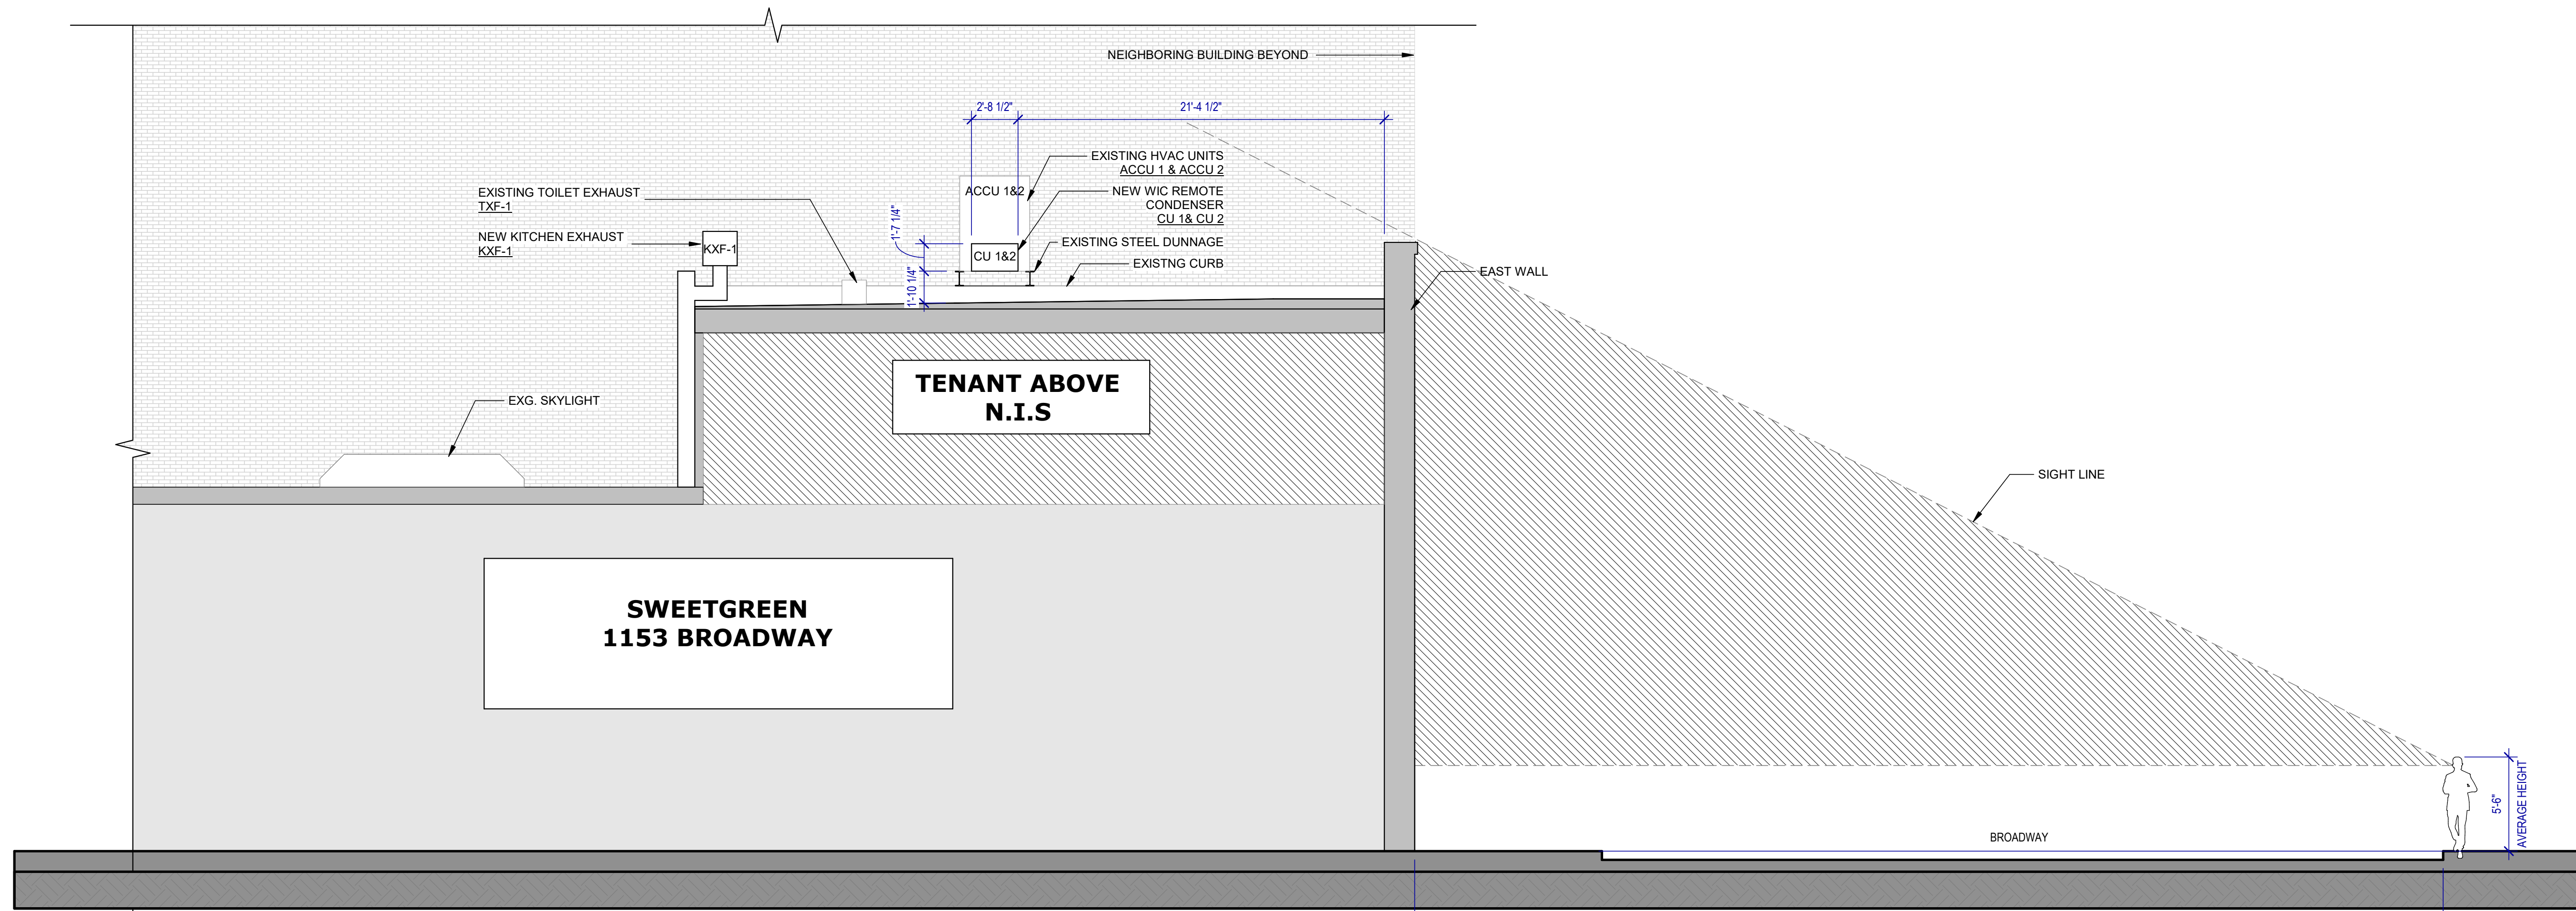 NEIGHBORING BUILDING BEYOND
2'-8 1/2"
21'-4 1/2"
EXISTING HVAC UNITS
ACCU 1 & ACCU 2
ACCU 1&2
EXISTING TOILET EXHAUST
TXF-1
NEW WIC REMOTE
CONDENSER
CU 1& CU 2
1'-7 1/4"
NEW KITCHEN EXHAUST
KXF-1
KXF-1
EXISTING STEEL DUNNAGE
CU 1&2
EXISTNG CURB
EAST WALL
1'-10 1/4"
TENANT ABOVE
N.I.S
EXG. SKYLIGHT
SIGHT LINE
SWEETGREEN
1153 BROADWAY
5'-6"
AVERAGE HEIGHT
BROADWAY